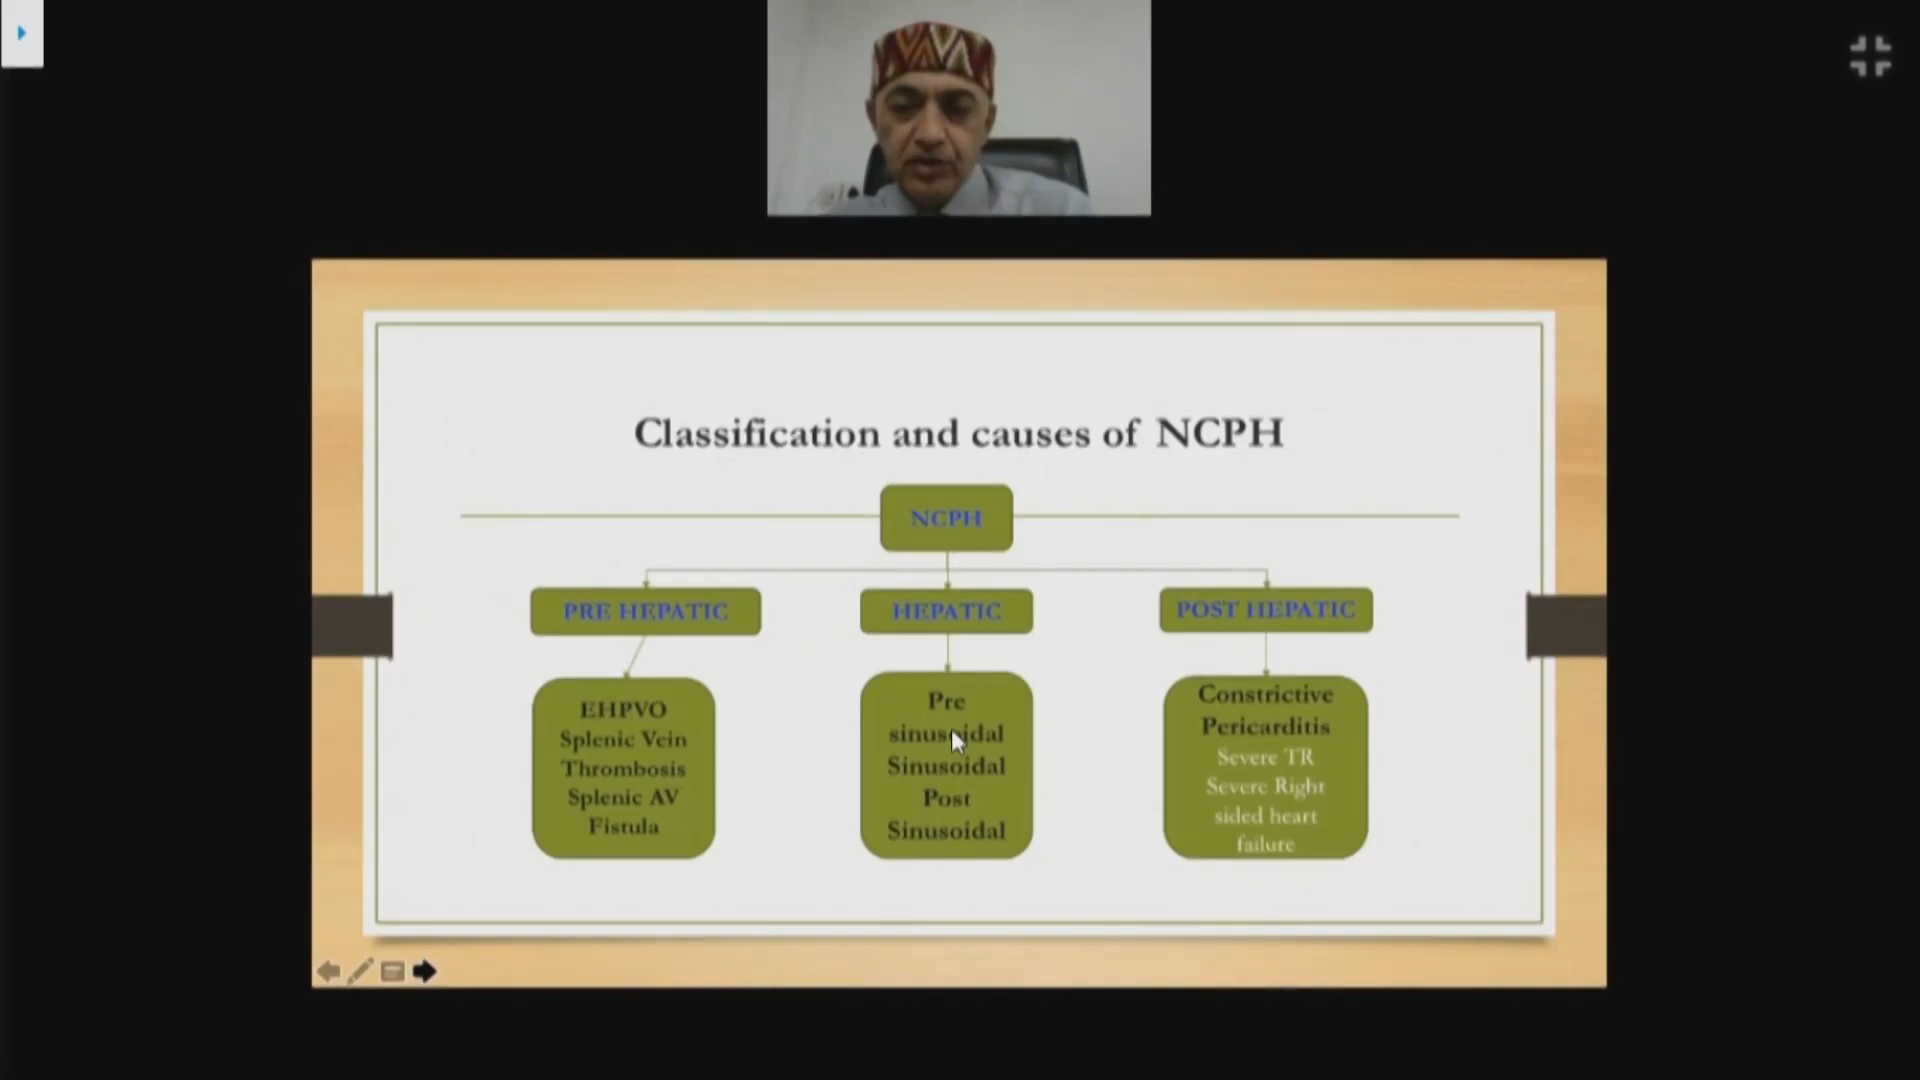 Classification and causes of NCPH
NCPH
PRE HEPATIC
HEPATIC
POST HEPATIC
EHPVO
Splenic Vein
Thrombosis
Splenic AV
Fistula
Pre
sinusoidal
Sinusoidal
Post
Sinusoidal
Constrictive
Pericarditis
Severe TR
Severe Right
sided heart
failure